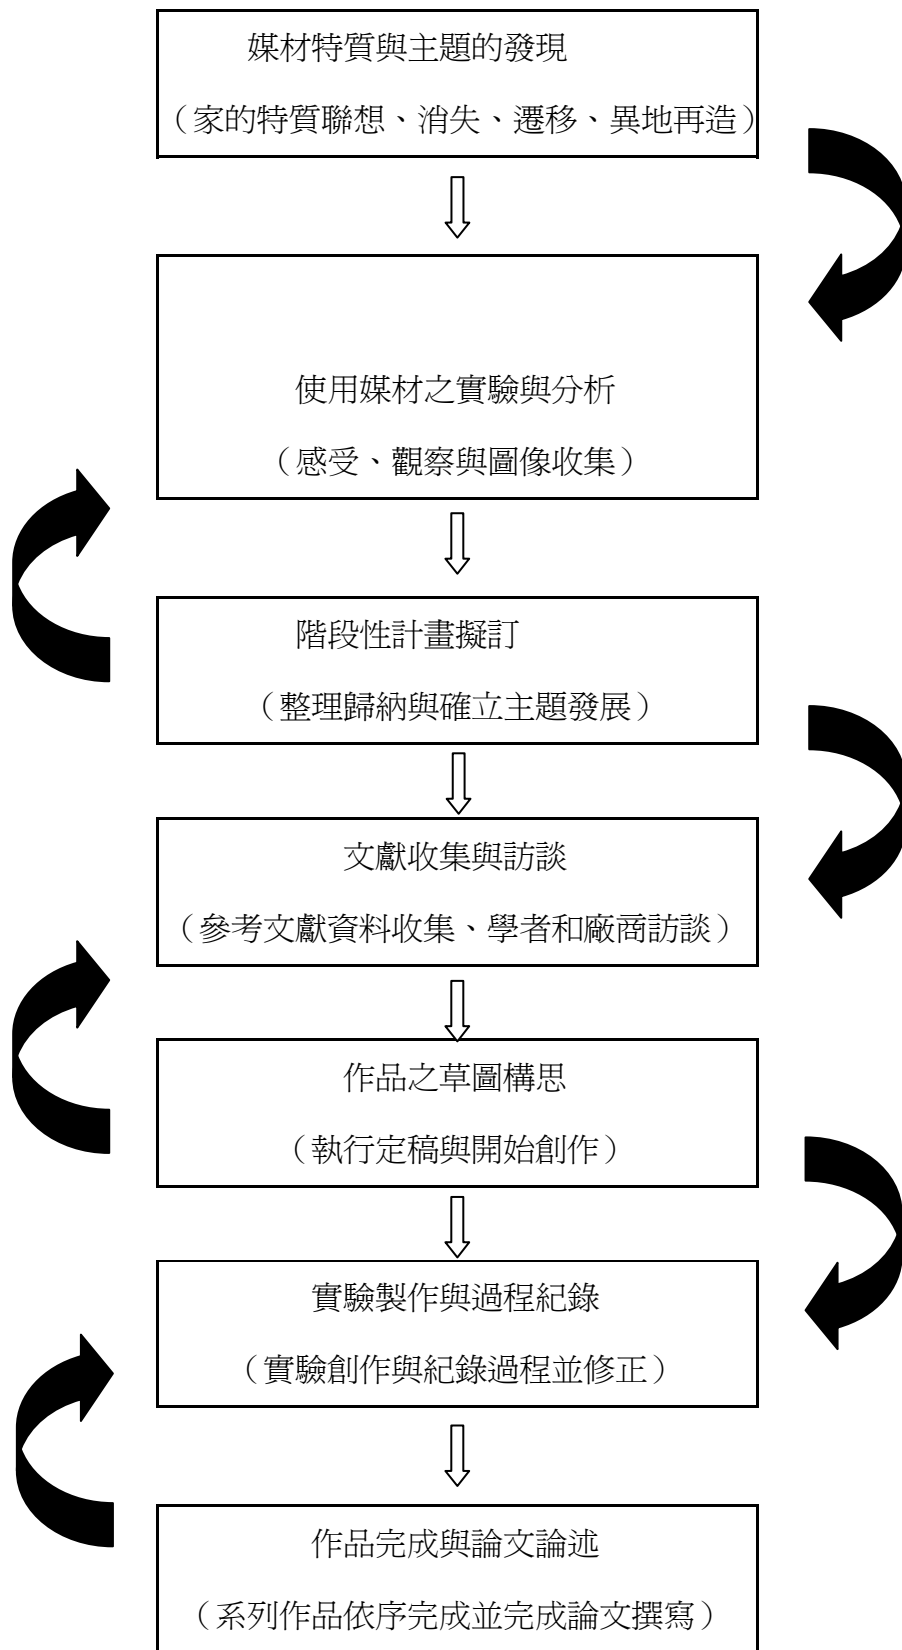 媒材特質與主題的發現
（家的特質聯想、消失、遷移、異地再造）
使用媒材之實驗與分析
（感受、觀察與圖像收集）
階段性計畫擬訂
（整理歸納與確立主題發展）
文獻收集與訪談
（參考文獻資料收集、學者和廠商訪談）
作品之草圖構思
（執行定稿與開始創作）
實驗製作與過程紀錄
（實驗創作與紀錄過程並修正）
作品完成與論文論述
（系列作品依序完成並完成論文撰寫）